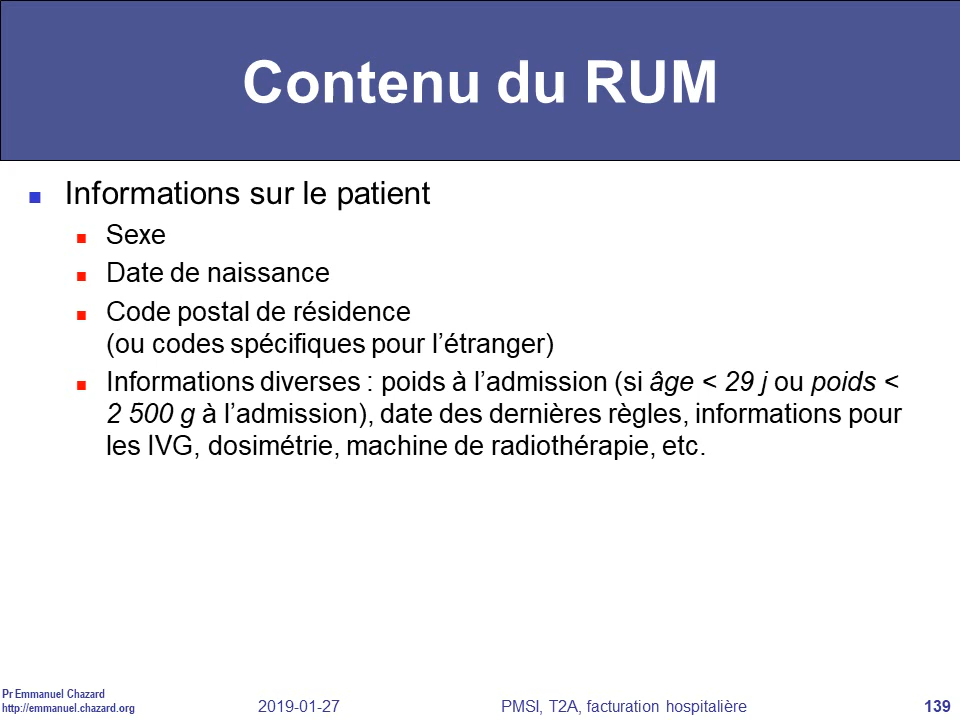 Contenu du RUM
Informations sur le patient
Sexe
Date de naissance
Code postal de résidence
(ou codes spécifiques pour l’étranger)
Informations diverses : poids à l’admission (si âge < 29 j ou poids <
2 500 g à l’admission), date des dernières règles, informations pour
les IVG, dosimétrie, machine de radiothérapie, etc.
Pr Emmanuel Chazard
http://emmanuel.chazard.org
2019-01-27
PMSI, T2A, facturation hospitalière
139